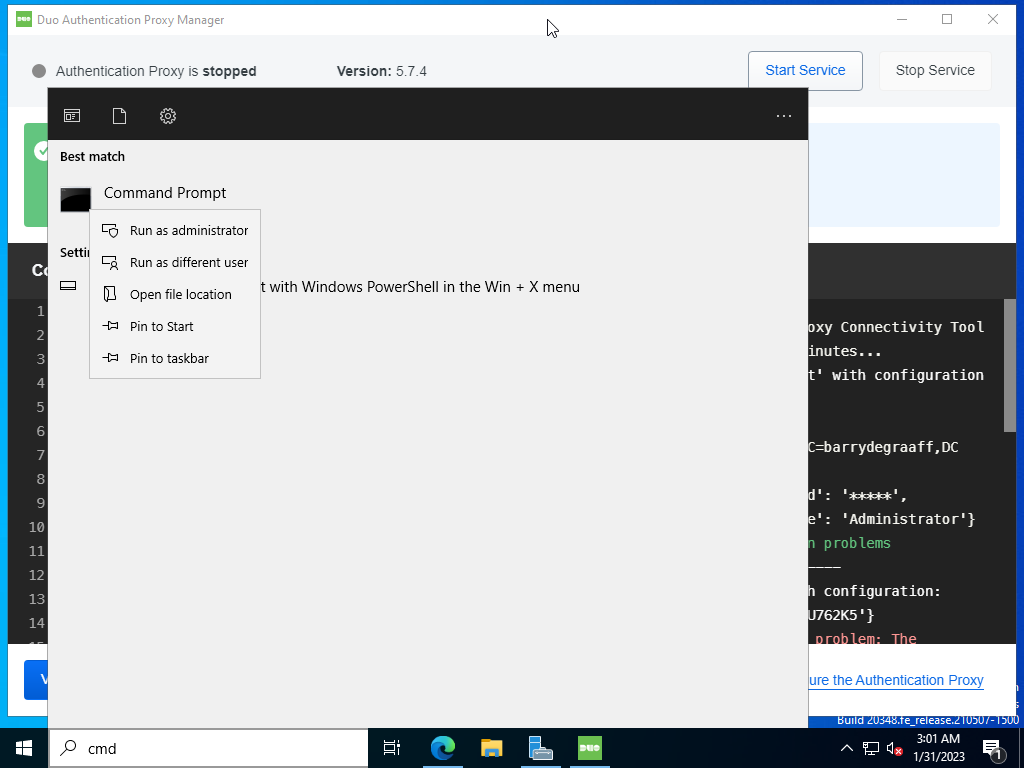 Duo Authentication Proxy Manager
Authentication Proxy is stopped
Version: 5.7.4
Start Service
Stop Service
Best match
Command Prompt
Run as administrator
Run as different user
Open file location
Pin to Start
Pin to taskbar
t with Windows PowerShell in the Win + X menu
1
2
3
4
5
6
7
8
9
10
11
12
13
14
oxy Connectivity Tool
inutes...
t' with configuration
C=barrydegraaff,DC
d': '*****',
e': 'Administrator'}
n problems
-----
h configuration:
U762K5'}
problem: The
ure the Authentication Proxy
Build 20348.fe_release.210507-1500
cmd
DUO
3:01 AM
1/31/2023
1